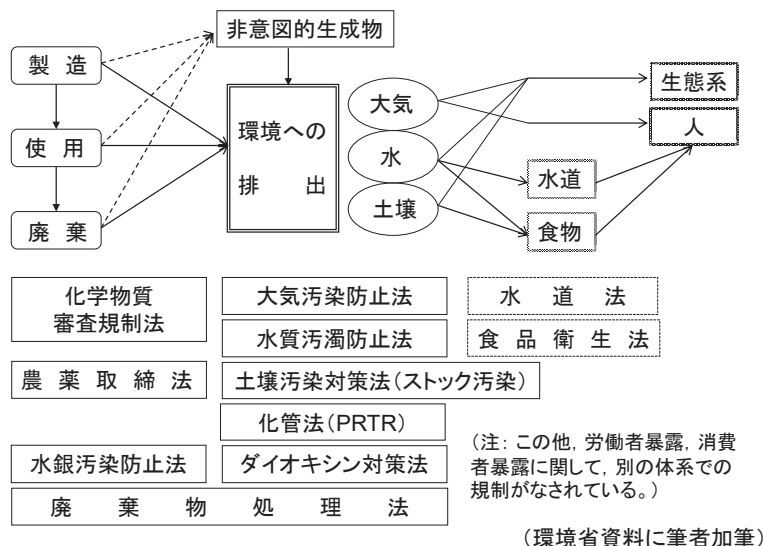 非意図的生成物
製 造
使 用
廃 棄
環境への
排 出
大気
水
土壌
生態系
人
水道
食物
化学物質
審査規制法
大気汚染防止法
水 道 法
水質汚濁防止法
食 品 衛 生 法
農 薬 取 締 法
土壌汚染対策法(ストック汚染)
化管法(PRTR)
水銀汚染防止法
ダイオキシン対策法
廃 棄 物 処 理 法
(注: この他, 労働者暴露, 消費
者暴露に関して, 別の体系での
規制がなされている。)
(環境省資料に筆者加筆)